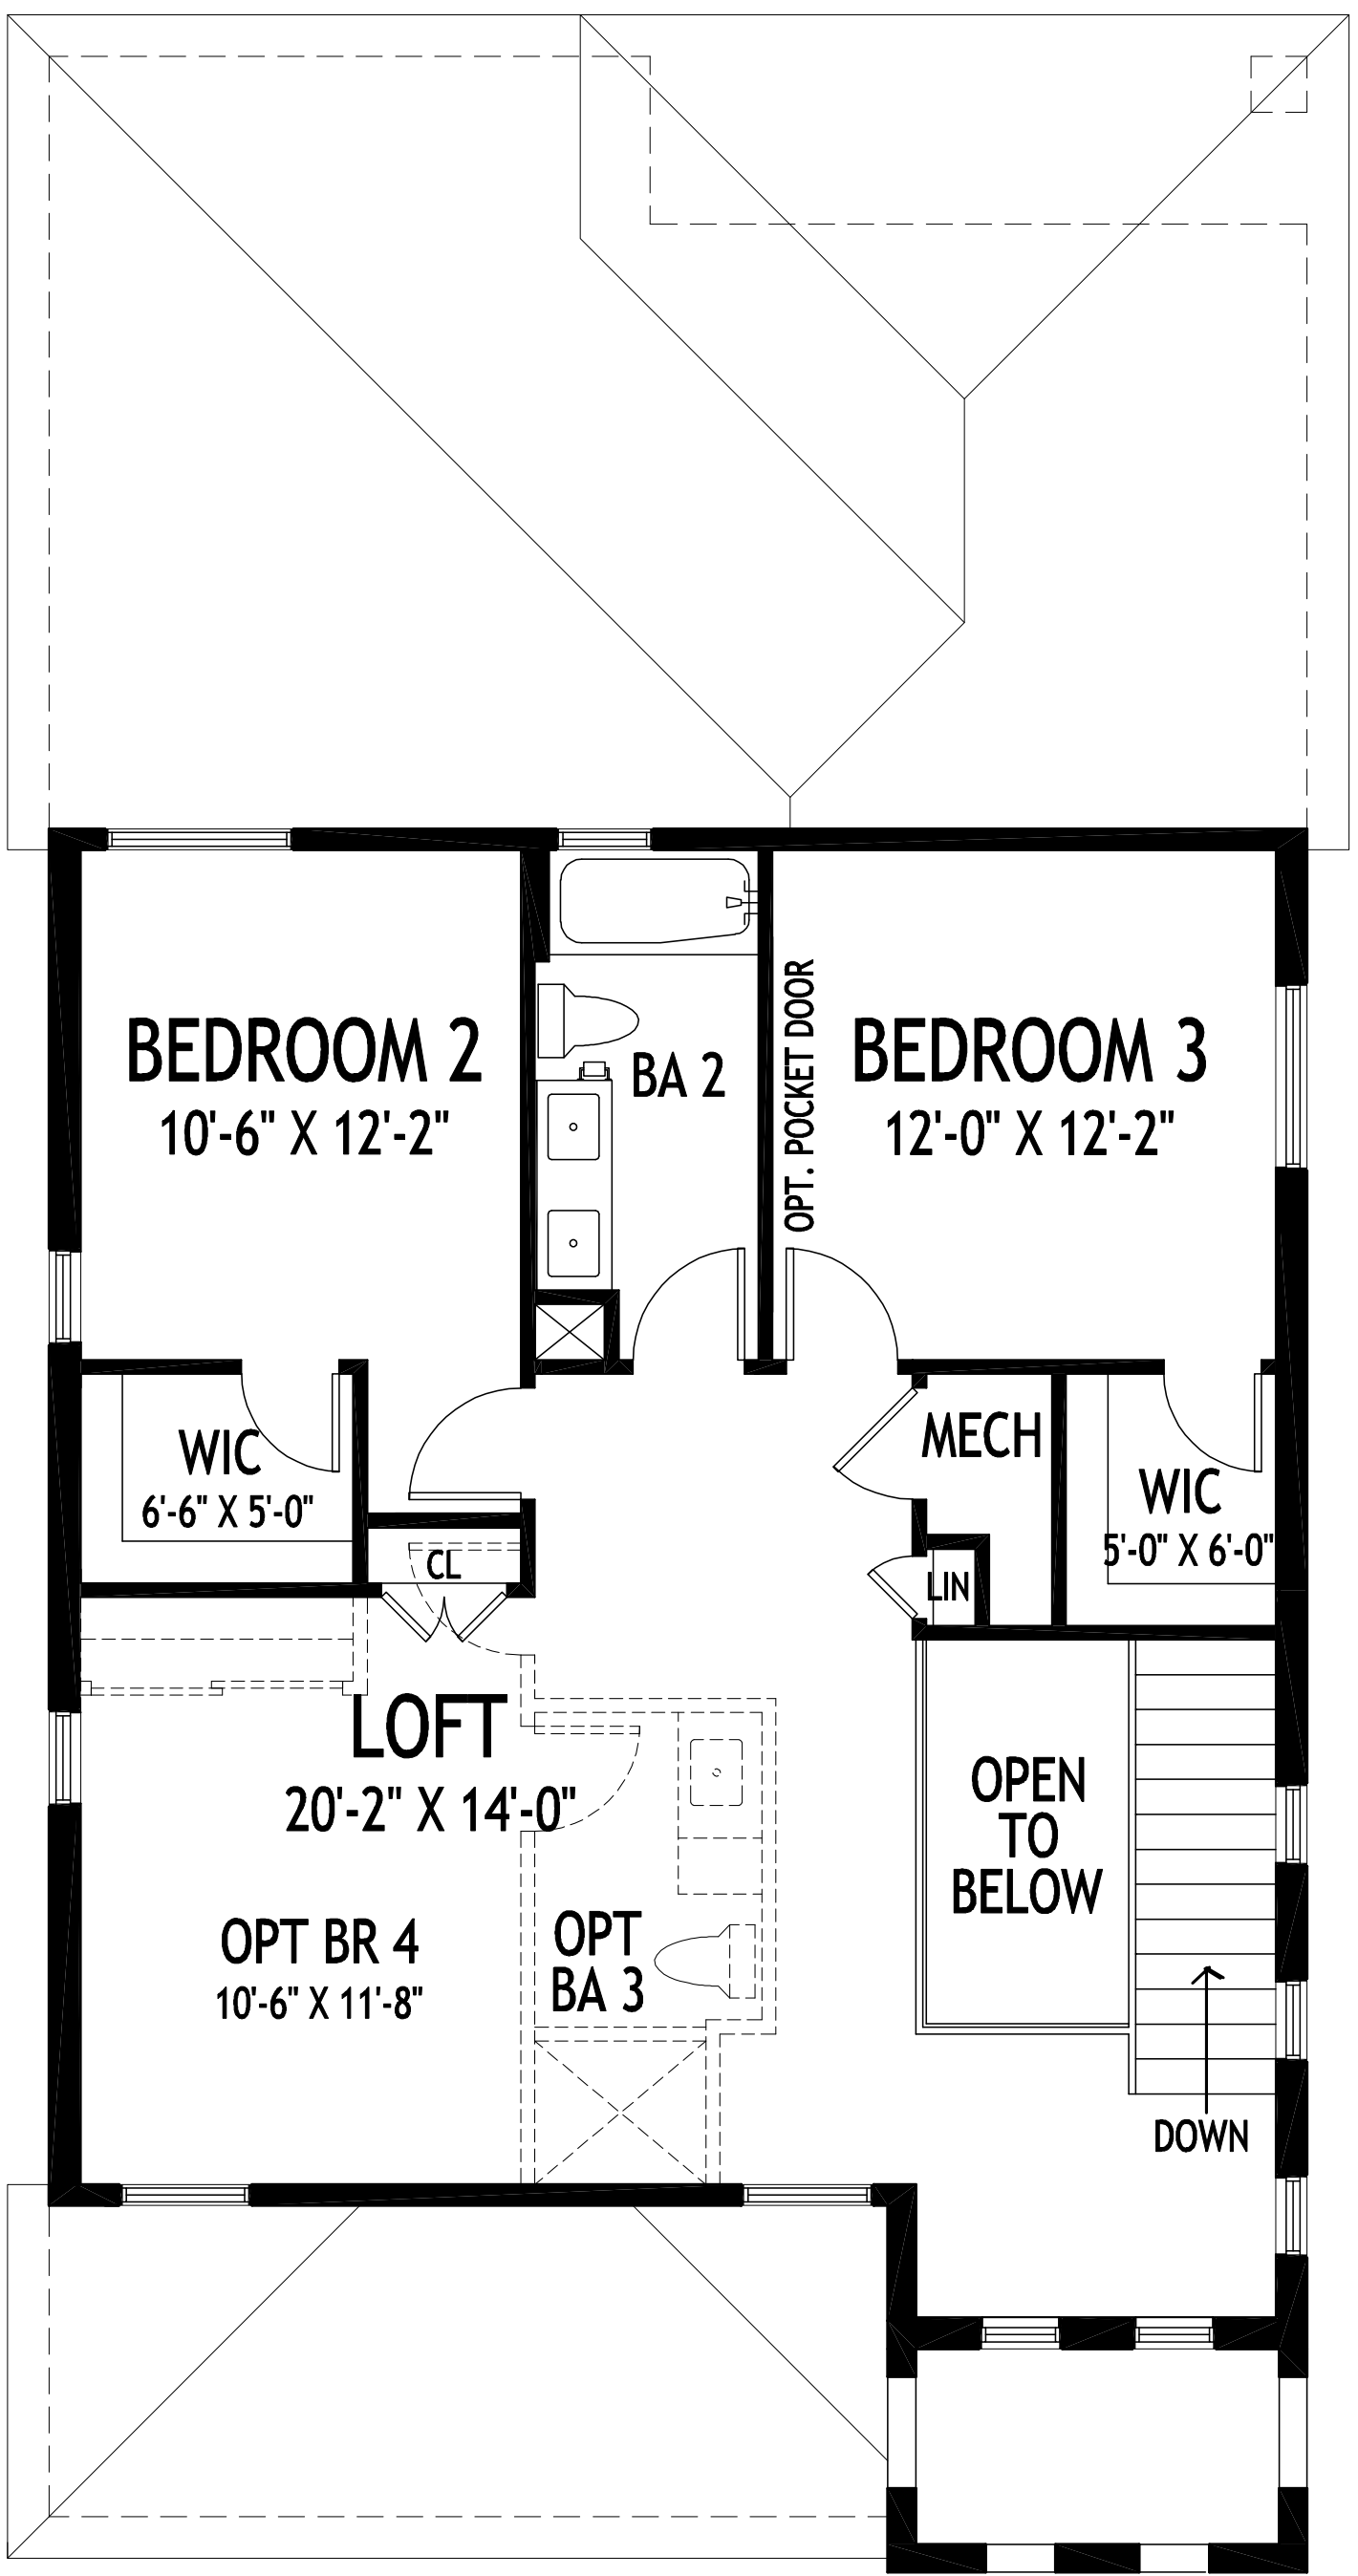 BEDROOM 2
10'-6" X 12'-2"
BA 2
OPT. POCKET DOOR
BEDROOM 3
12'-0" X 12'-2"
WIC
6'-6" X 5'-0"
CL
MECH
LIN
WIC
5'-0" X 6'-0"
LOFT
20'-2" X 14'-0"
OPT BR 4
10'-6" X 11'-8"
OPT
BA 3
OPEN
TO
BELOW
DOWN